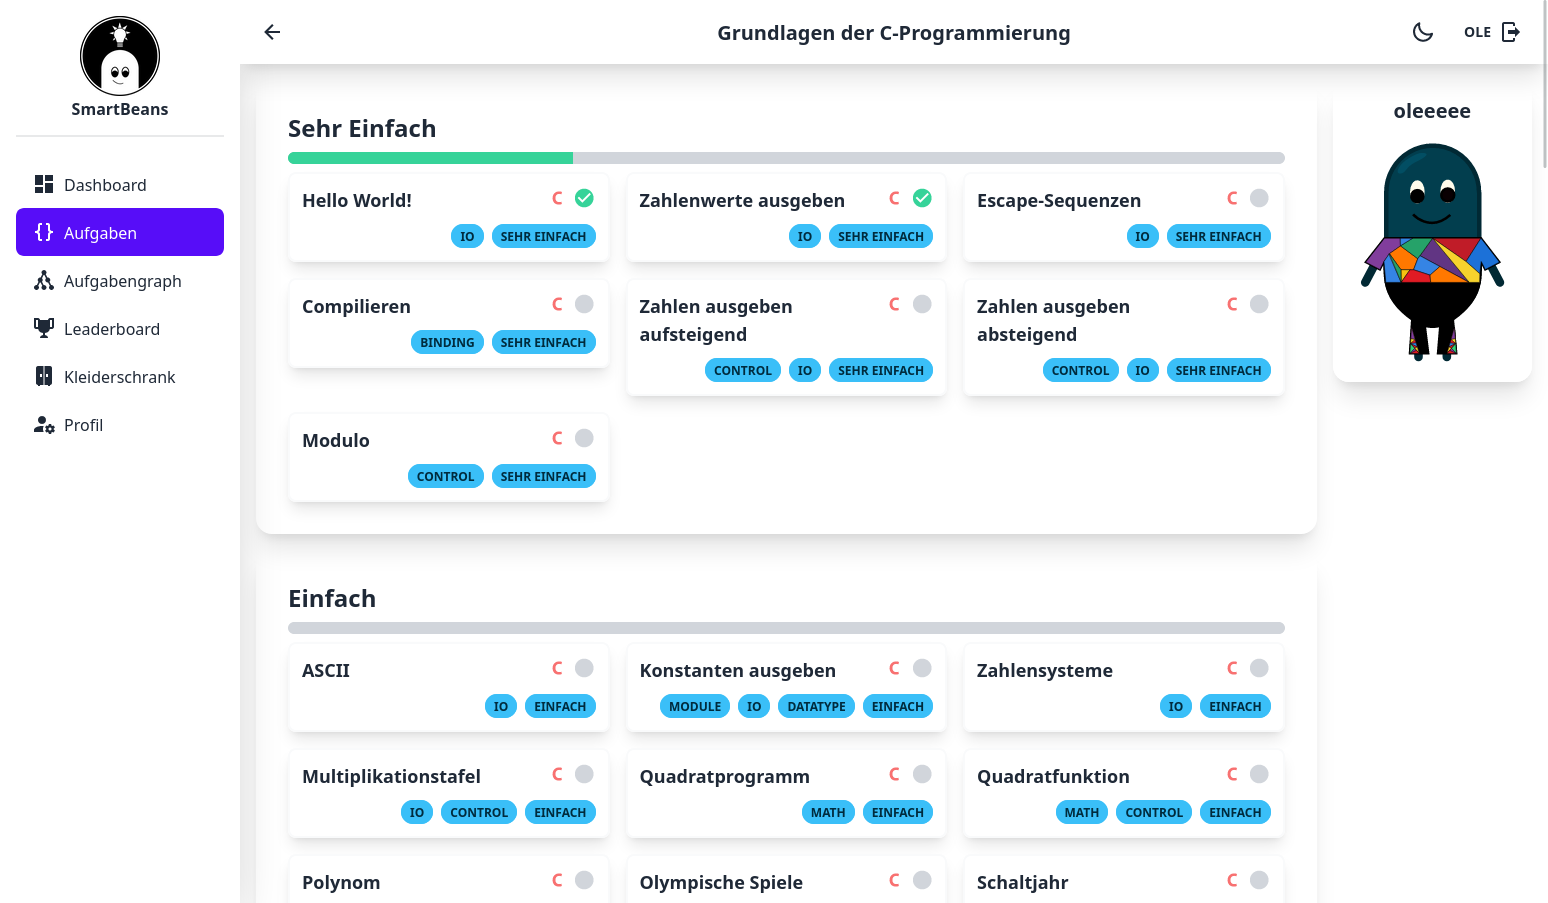 SmartBeans
Dashboard
Aufgaben
Aufgabengraph
Leaderboard
Kleiderschrank
Profil
Grundlagen der C-Programmierung
OLE
Sehr Einfach
Hello World! C
IO SEHR EINFACH
Zahlenwerte ausgeben C
IO SEHR EINFACH
Escape-Sequenzen C
IO SEHR EINFACH
Compilieren C
BINDING SEHR EINFACH
Zahlen ausgeben C
aufsteigend
CONTROL IO SEHR EINFACH
Zahlen ausgeben C
absteigend
CONTROL IO SEHR EINFACH
Modulo C
CONTROL SEHR EINFACH
Einfach
ASCII C
IO EINFACH
Konstanten ausgeben C
MODULE IO DATATYPE EINFACH
Zahlensysteme C
IO EINFACH
Multiplikationstafel C
IO CONTROL EINFACH
Quadratprogramm C
MATH EINFACH
Quadratfunktion C
MATH CONTROL EINFACH
Polynom C
Olympische Spiele C
Schaltjahr C
oleeeee